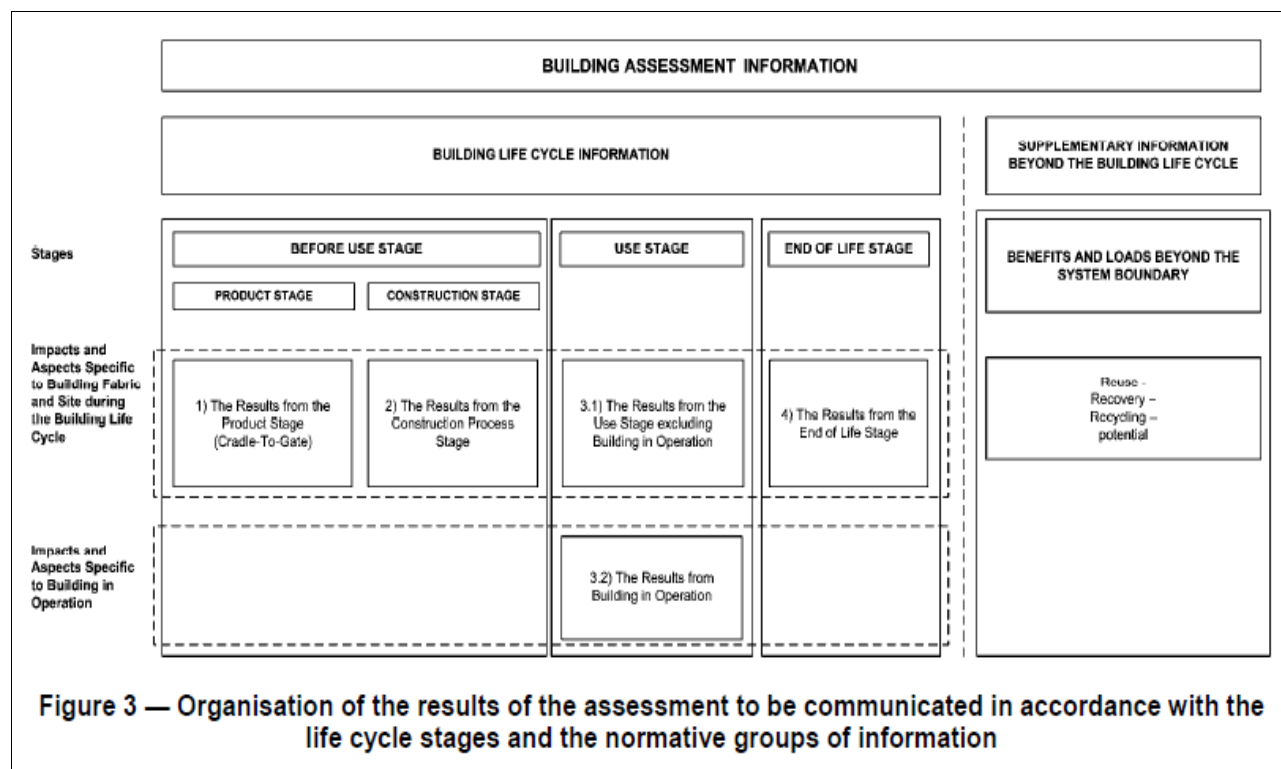 BUILDING ASSESSMENT INFORMATION
BUILDING LIFE CYCLE INFORMATION
SUPPLEMENTARY INFORMATION
BEYOND THE BUILDING LIFE CYCLE
Stages
BEFORE USE STAGE
USE STAGE
END OF LIFE STAGE
BENEFITS AND LOADS BEYOND THE
SYSTEM BOUNDARY
PRODUCT STAGE
CONSTRUCTION STAGE
Impacts and
Aspects Specific
to Building Fabric
and Site during
the Building Life
Cycle
1) The Results from the
Product Stage
(Cradle-To-Gate)
2) The Results from the
Construction Process
Stage
3.1) The Results from the
Use Stage excluding
Building in Operation
4) The Results from the
End of Life Stage
Reuse -
Recovery –
Recycling –
potential
Impacts and
Aspects Specific
to Building in
Operation
3.2) The Results from
Building in Operation
Figure 3 — Organisation of the results of the assessment to be communicated in accordance with the
life cycle stages and the normative groups of information